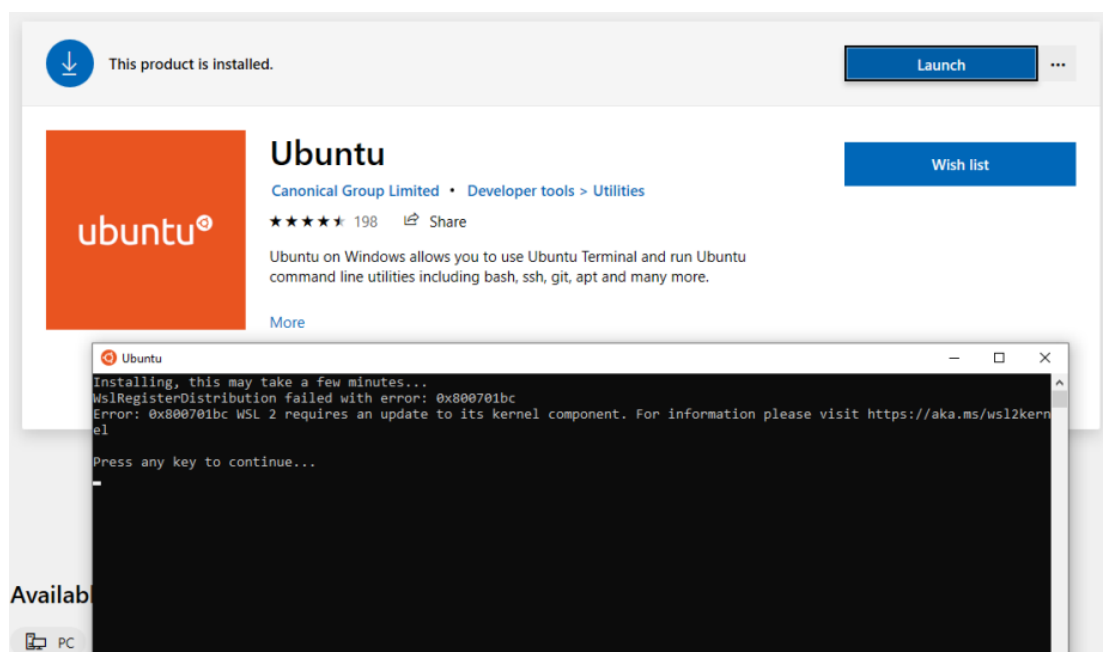 This product is installed.
Launch
...
ubuntu
Ubuntu
Wish list
Canonical Group Limited • Developer tools > Utilities
198 Share
Ubuntu on Windows allows you to use Ubuntu Terminal and run Ubuntu
command line utilities including bash, ssh, git, apt and many more.
More
Ubuntu
Installing, this may take a few minutes...
WslRegisterDistribution failed with error: 0x800701bc
Error: 0x800701bc WSL 2 requires an update to its kernel component. For information please visit https://aka.ms/wsl2kern
el
Press any key to continue...
Availabl
PC